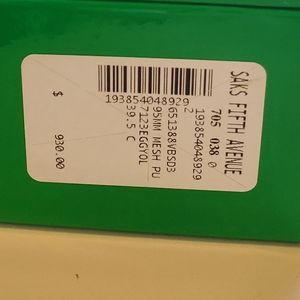 SAKS FIFTH AVENUE
705 038 0
193854048929
193854048929 2
651388VBSD3
95MM MESH PU
7123EGGYOL
39.5 C
$ 930.00